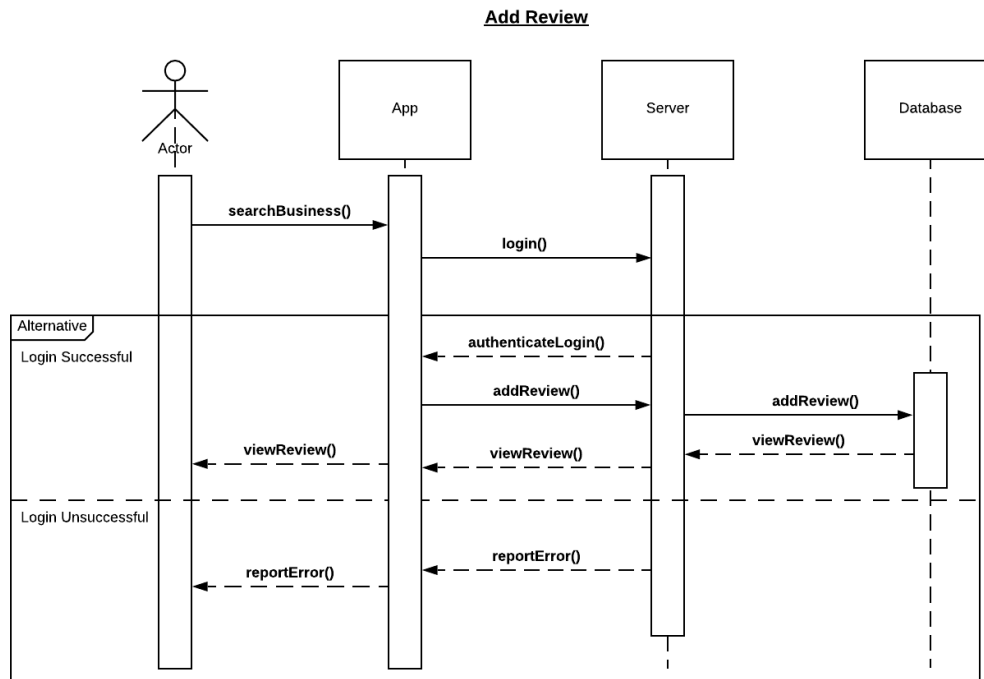 Add Review
Actor
App
Server
Database
searchBusiness()
login()
Alternative
Login Successful
authenticateLogin()
addReview()
addReview()
viewReview()
viewReview()
viewReview()
Login Unsuccessful
reportError()
reportError()